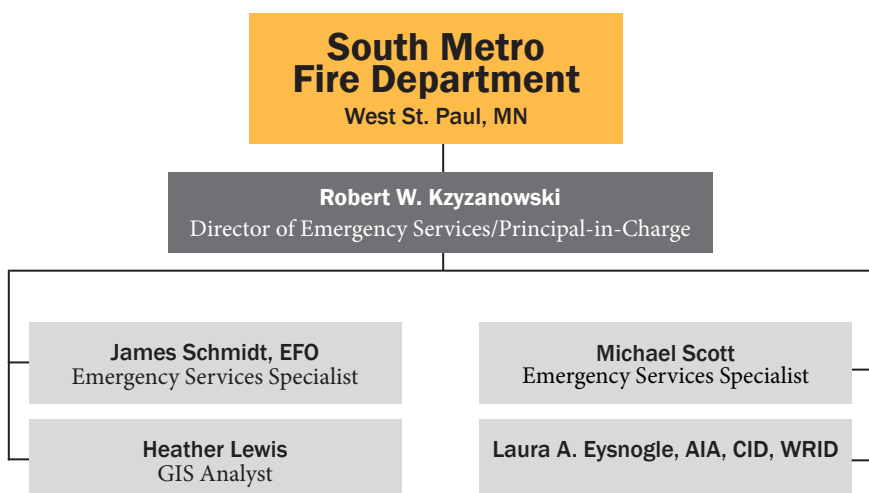 South Metro
Fire Department
West St. Paul, MN
Robert W. Kzyzanowski
Director of Emergency Services/Principal-in-Charge
James Schmidt, EFO
Emergency Services Specialist
Michael Scott
Emergency Services Specialist
Heather Lewis
GIS Analyst
Laura A. Eysnogle, AIA, CID, WRID